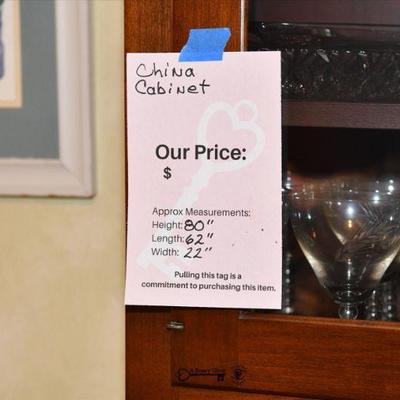 China
Cabinet
Our Price:
$
Approx Measurements:
Height: 80"
Length: 62"
Width: 22"
Pulling this tag is a
commitment to purchasing this item.